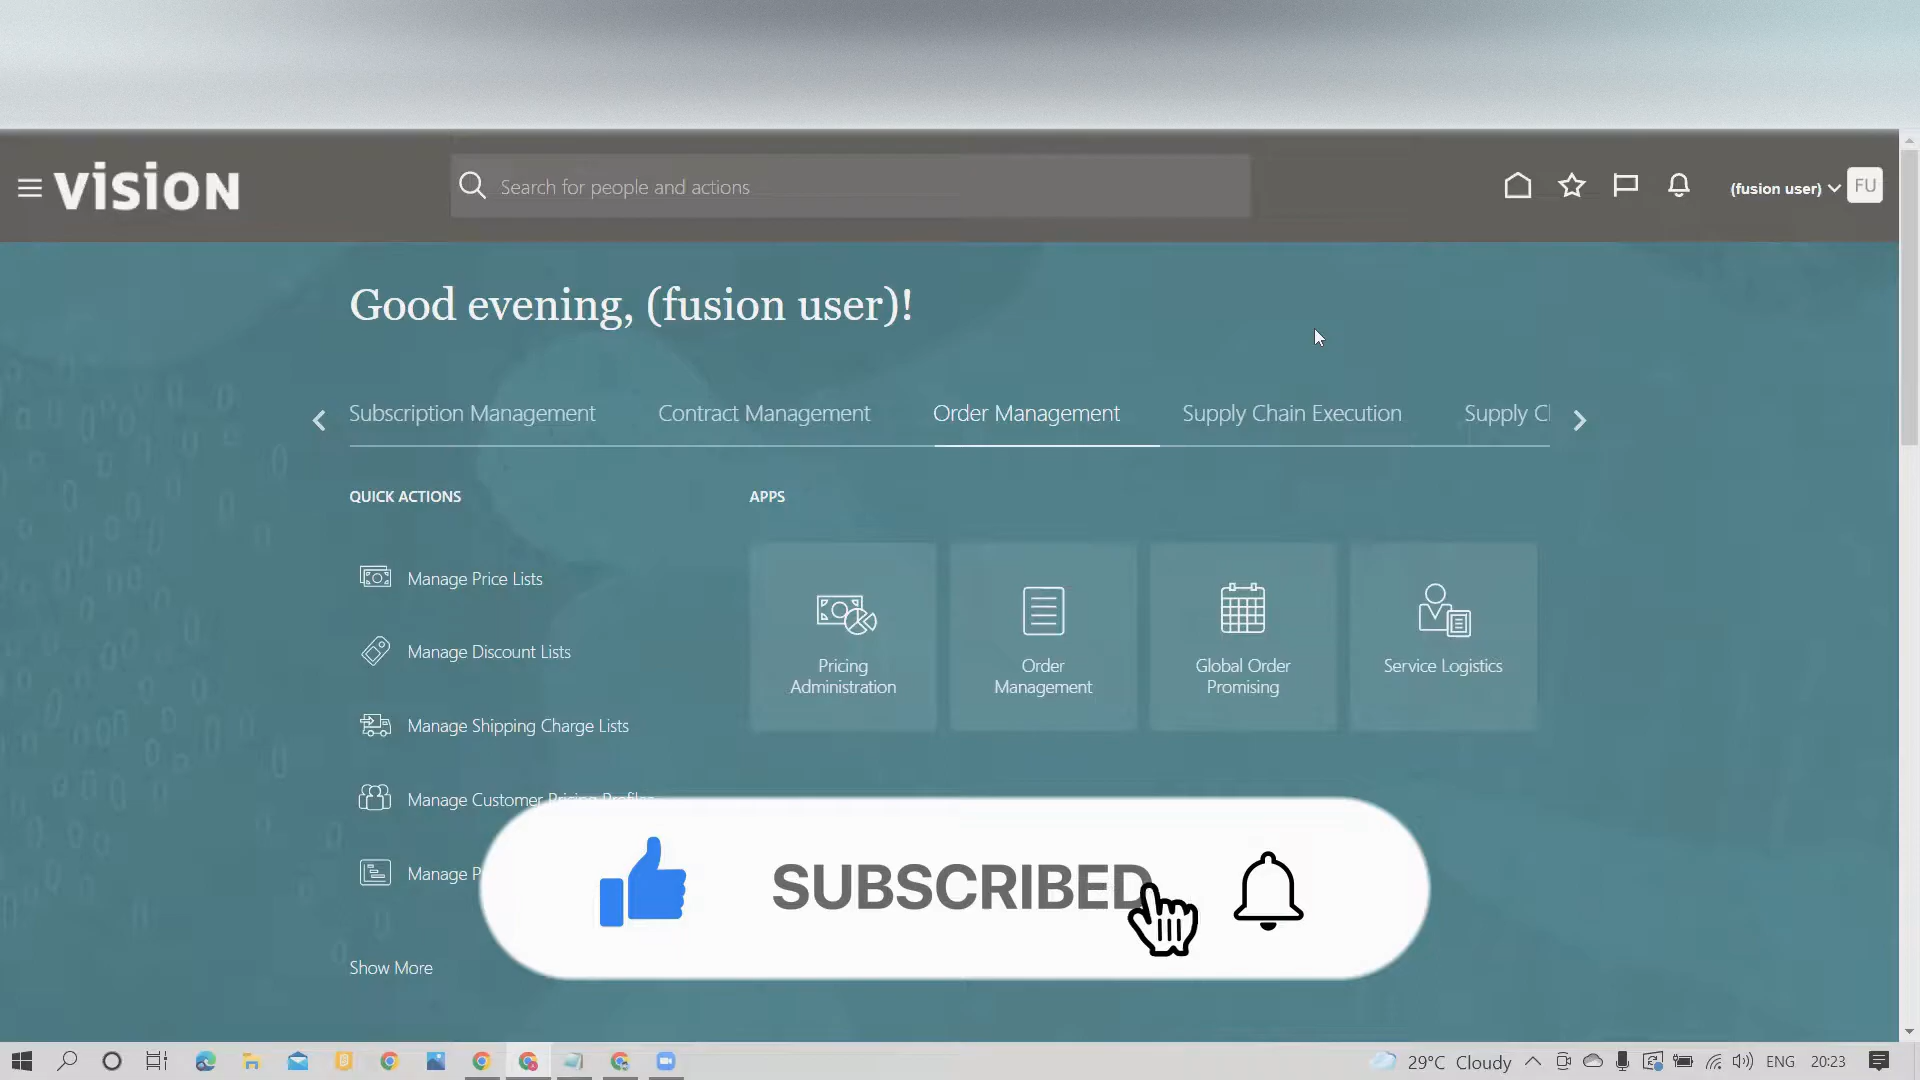 VISION
Search for people and actions
(fusion user)
FU
Good evening, (fusion user)!
Subscription Management
Contract Management
Order Management
Supply Chain Execution
Supply C
QUICK ACTIONS
APPS
Manage Price Lists
Manage Discount Lists
Manage Shipping Charge Lists
Manage Customer Pricing Profiles
Manage P
Show More
Pricing
Administration
Order
Management
Global Order
Promising
Service Logistics
SUBSCRIBED
29°C Cloudy
ENG
20:23